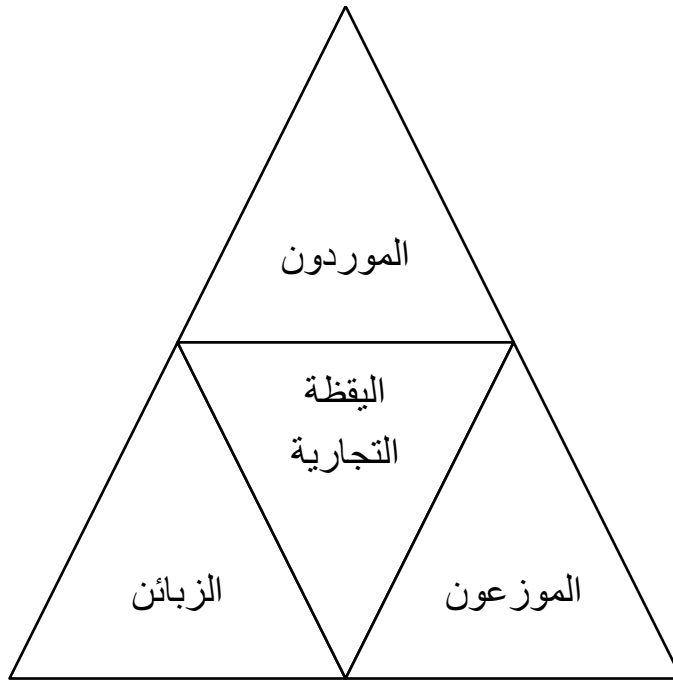 الموردون
اليقظة
التجارية
الزبائن
الموزعون